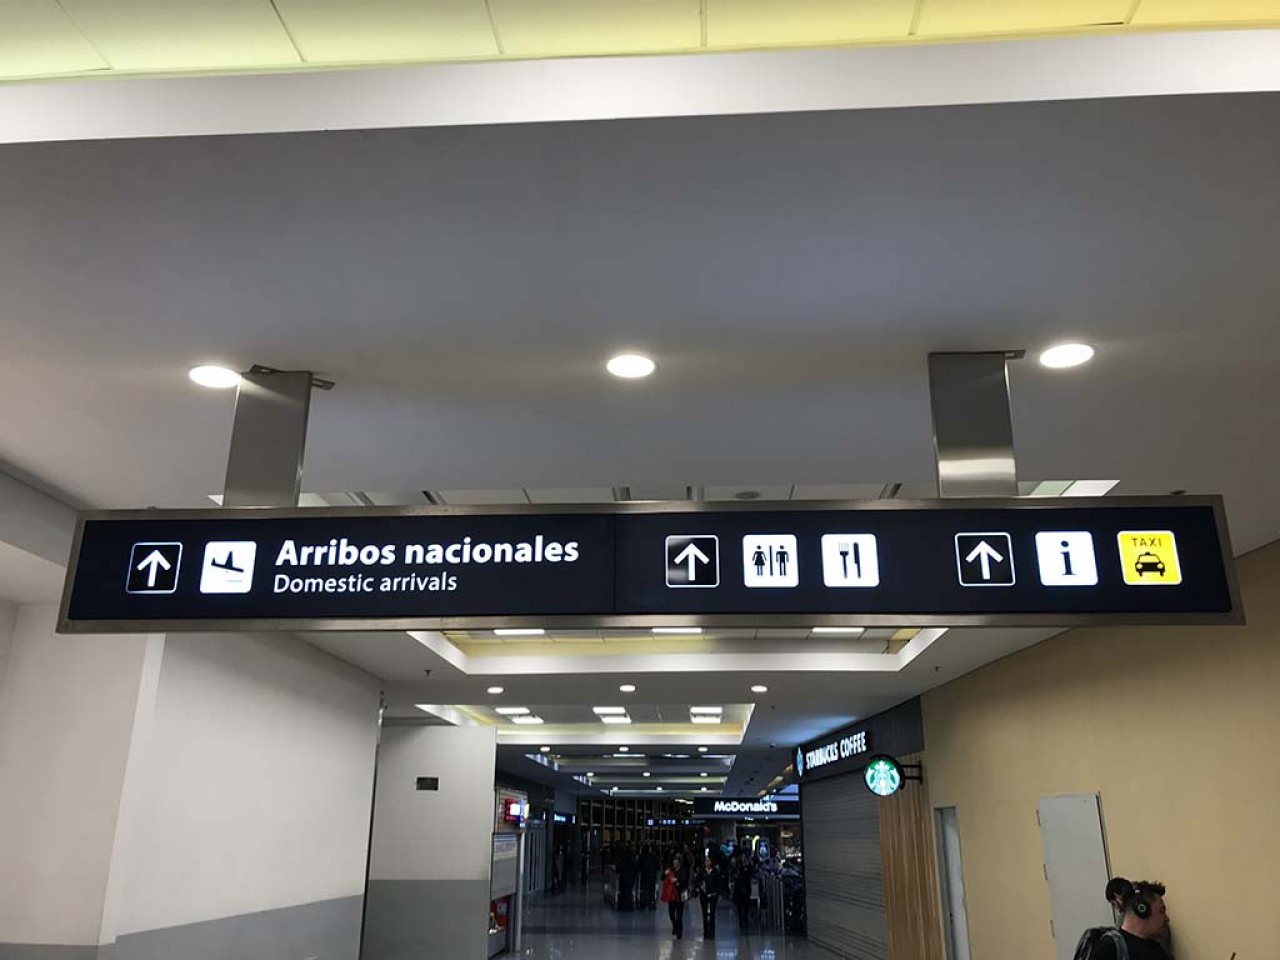 Arribos nacionales
Domestic arrivals
i
TAXI
STARBUCKS COFFEE
McDonald's